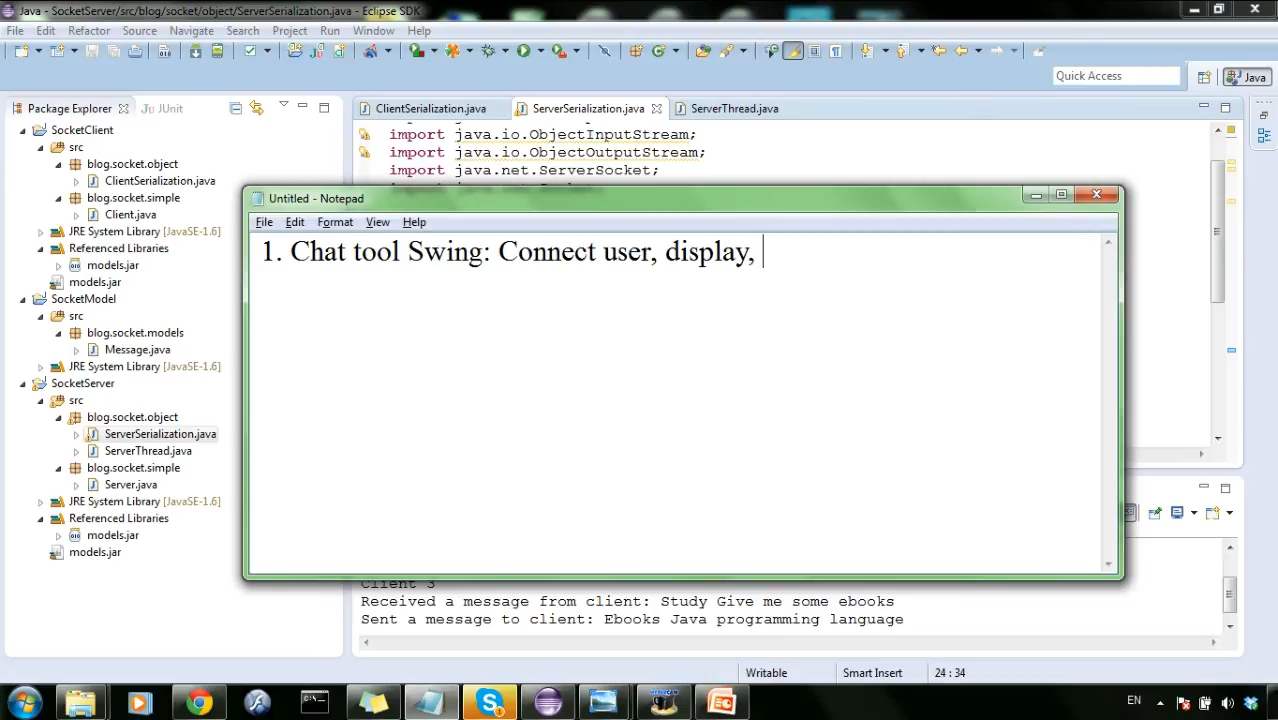 Java - SocketServer/src/blog/socket/object/ServerSerialization.java - Eclipse SDK
File Edit Refactor Source Navigate Search Project Run Window Help
Quick Access
Java
Package Explorer
JUnit
ClientSerialization.java
ServerSerialization.java
ServerThread.java
SocketClient
src
blog.socket.object
ClientSerialization.java
blog.socket.simple
Client.java
JRE System Library [JavaSE-1.6]
Referenced Libraries
models.jar
models.jar
SocketModel
src
blog.socket.models
Message.java
JRE System Library [JavaSE-1.6]
SocketServer
src
blog.socket.object
ServerSerialization.java
ServerThread.java
blog.socket.simple
Server.java
JRE System Library [JavaSE-1.6]
Referenced Libraries
models.jar
models.jar
import java.io.ObjectInputStream;
import java.io.ObjectOutputStream;
import java.net.ServerSocket;
Untitled - Notepad
File Edit Format View Help
1. Chat tool Swing: Connect user, display,
Client 3
Received a message from client: Study Give me some ebooks
Sent a message to client: Ebooks Java programming language
Writable
Smart Insert
24 : 34
EN